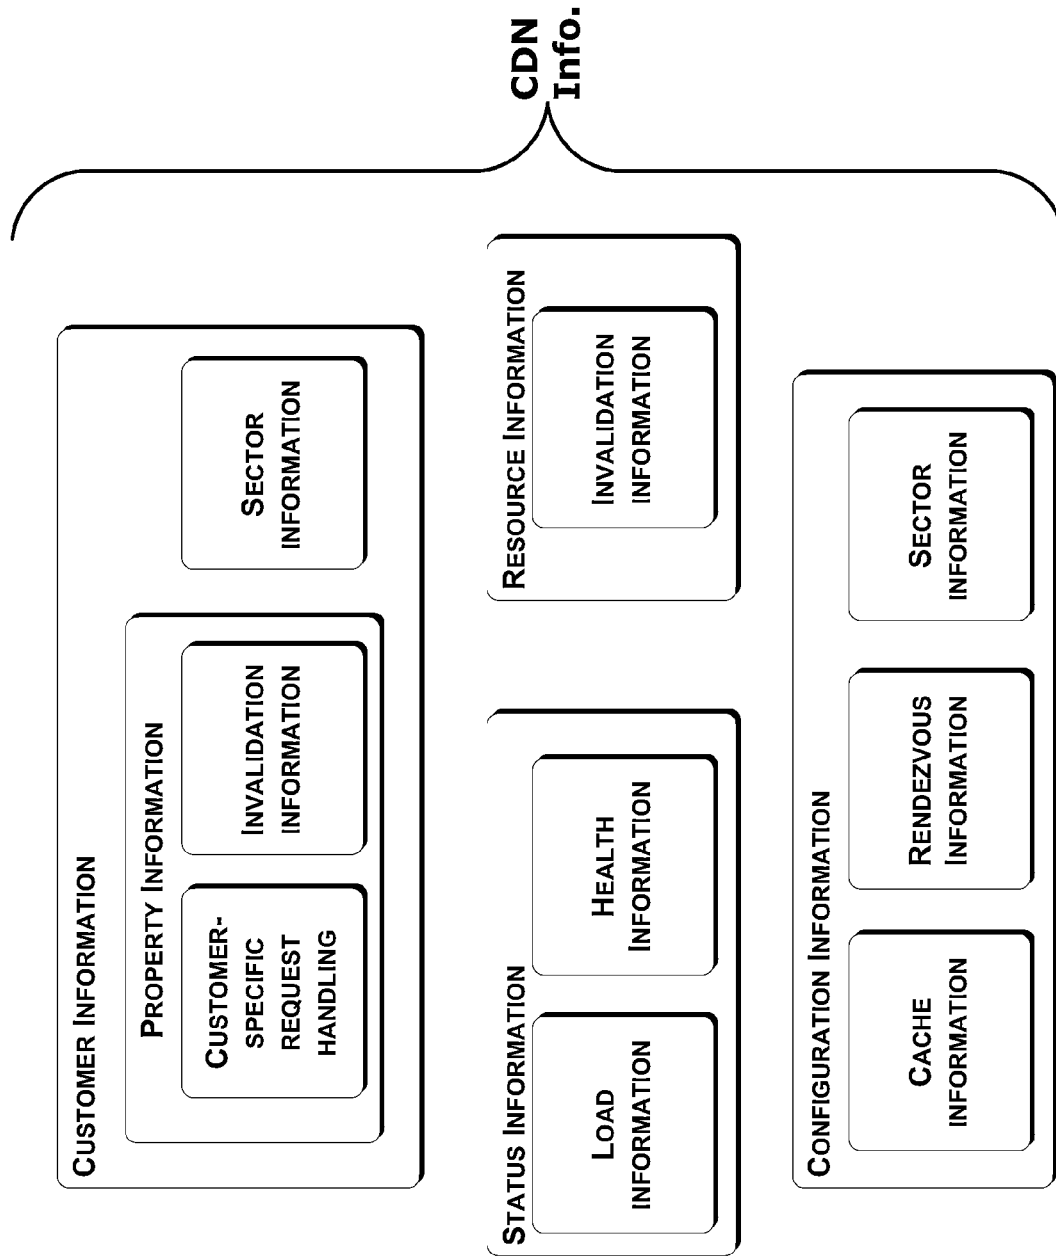 CUSTOMER INFORMATION
PROPERTY INFORMATION
CUSTOMER-
SPECIFIC
REQUEST
HANDLING
INVALIDATION
INFORMATION
SECTOR
INFORMATION
STATUS INFORMATION
LOAD
INFORMATION
HEALTH
INFORMATION
RESOURCE INFORMATION
INVALIDATION
INFORMATION
CONFIGURATION INFORMATION
CACHE
INFORMATION
RENDEZVOUS
INFORMATION
SECTOR
INFORMATION
CDN
Info.